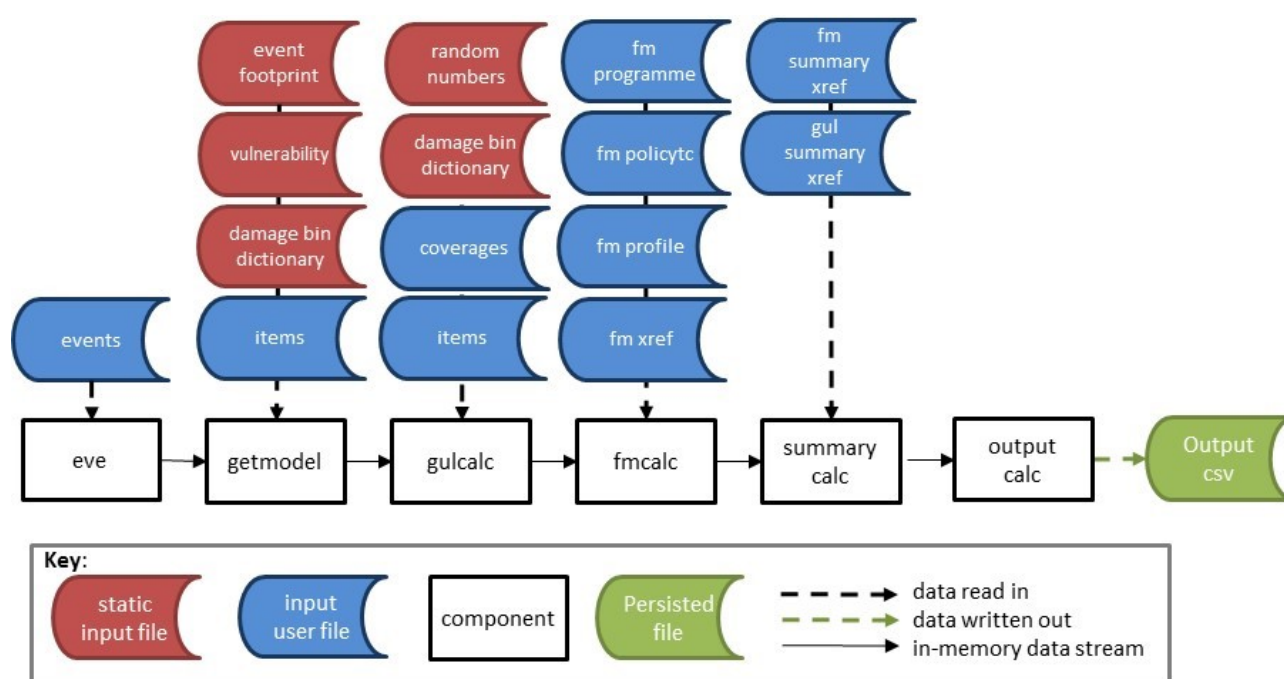 event
footprint
random
numbers
fm
programme
fm
summary
xref
vulnerability
damage bin
dictionary
fm policytc
gul
summary
xref
damage bin
dictionary
coverages
fm profile
events
items
items
fm xref
eve
getmodel
gulcalc
fmcalc
summary
calc
output
calc
Output
csv
Key:
static
input file
input
user file
component
Persisted
file
data read in
data written out
in-memory data stream